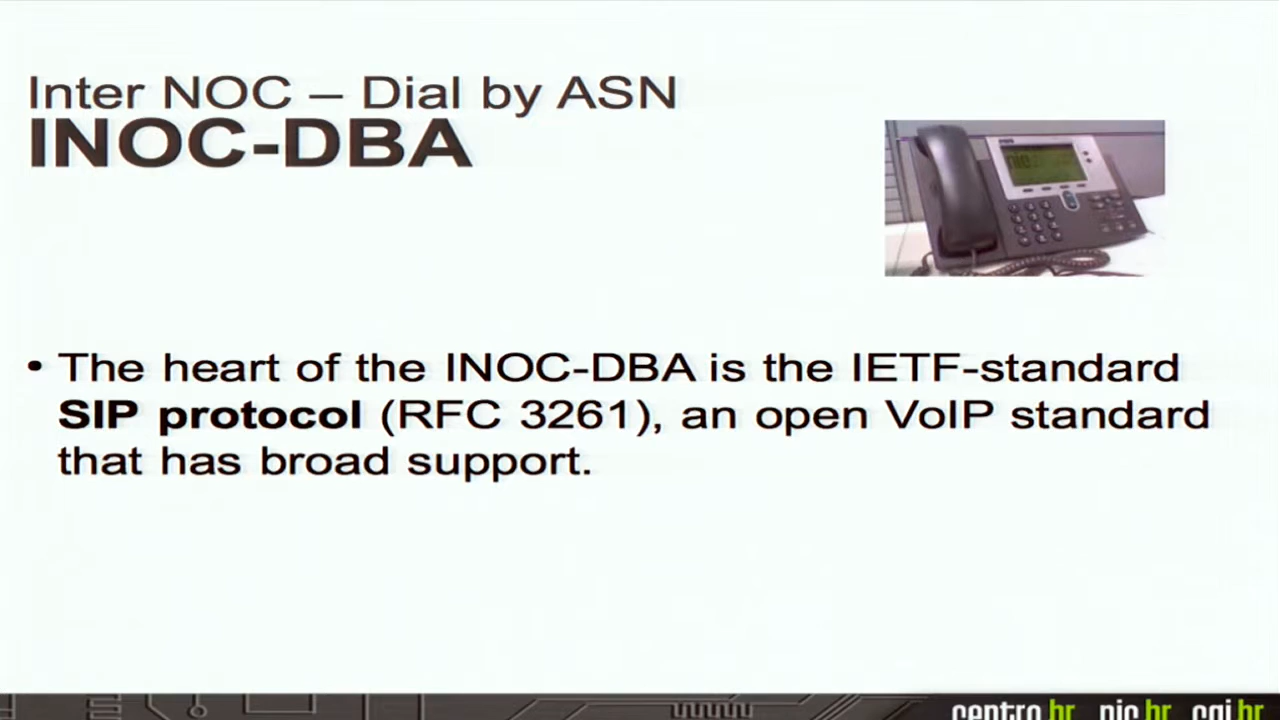 Inter NOC – Dial by ASN
INOC-DBA
• The heart of the INOC-DBA is the IETF-standard
SIP protocol (RFC 3261), an open VoIP standard
that has broad support.
centro.br nic.br cgi.br